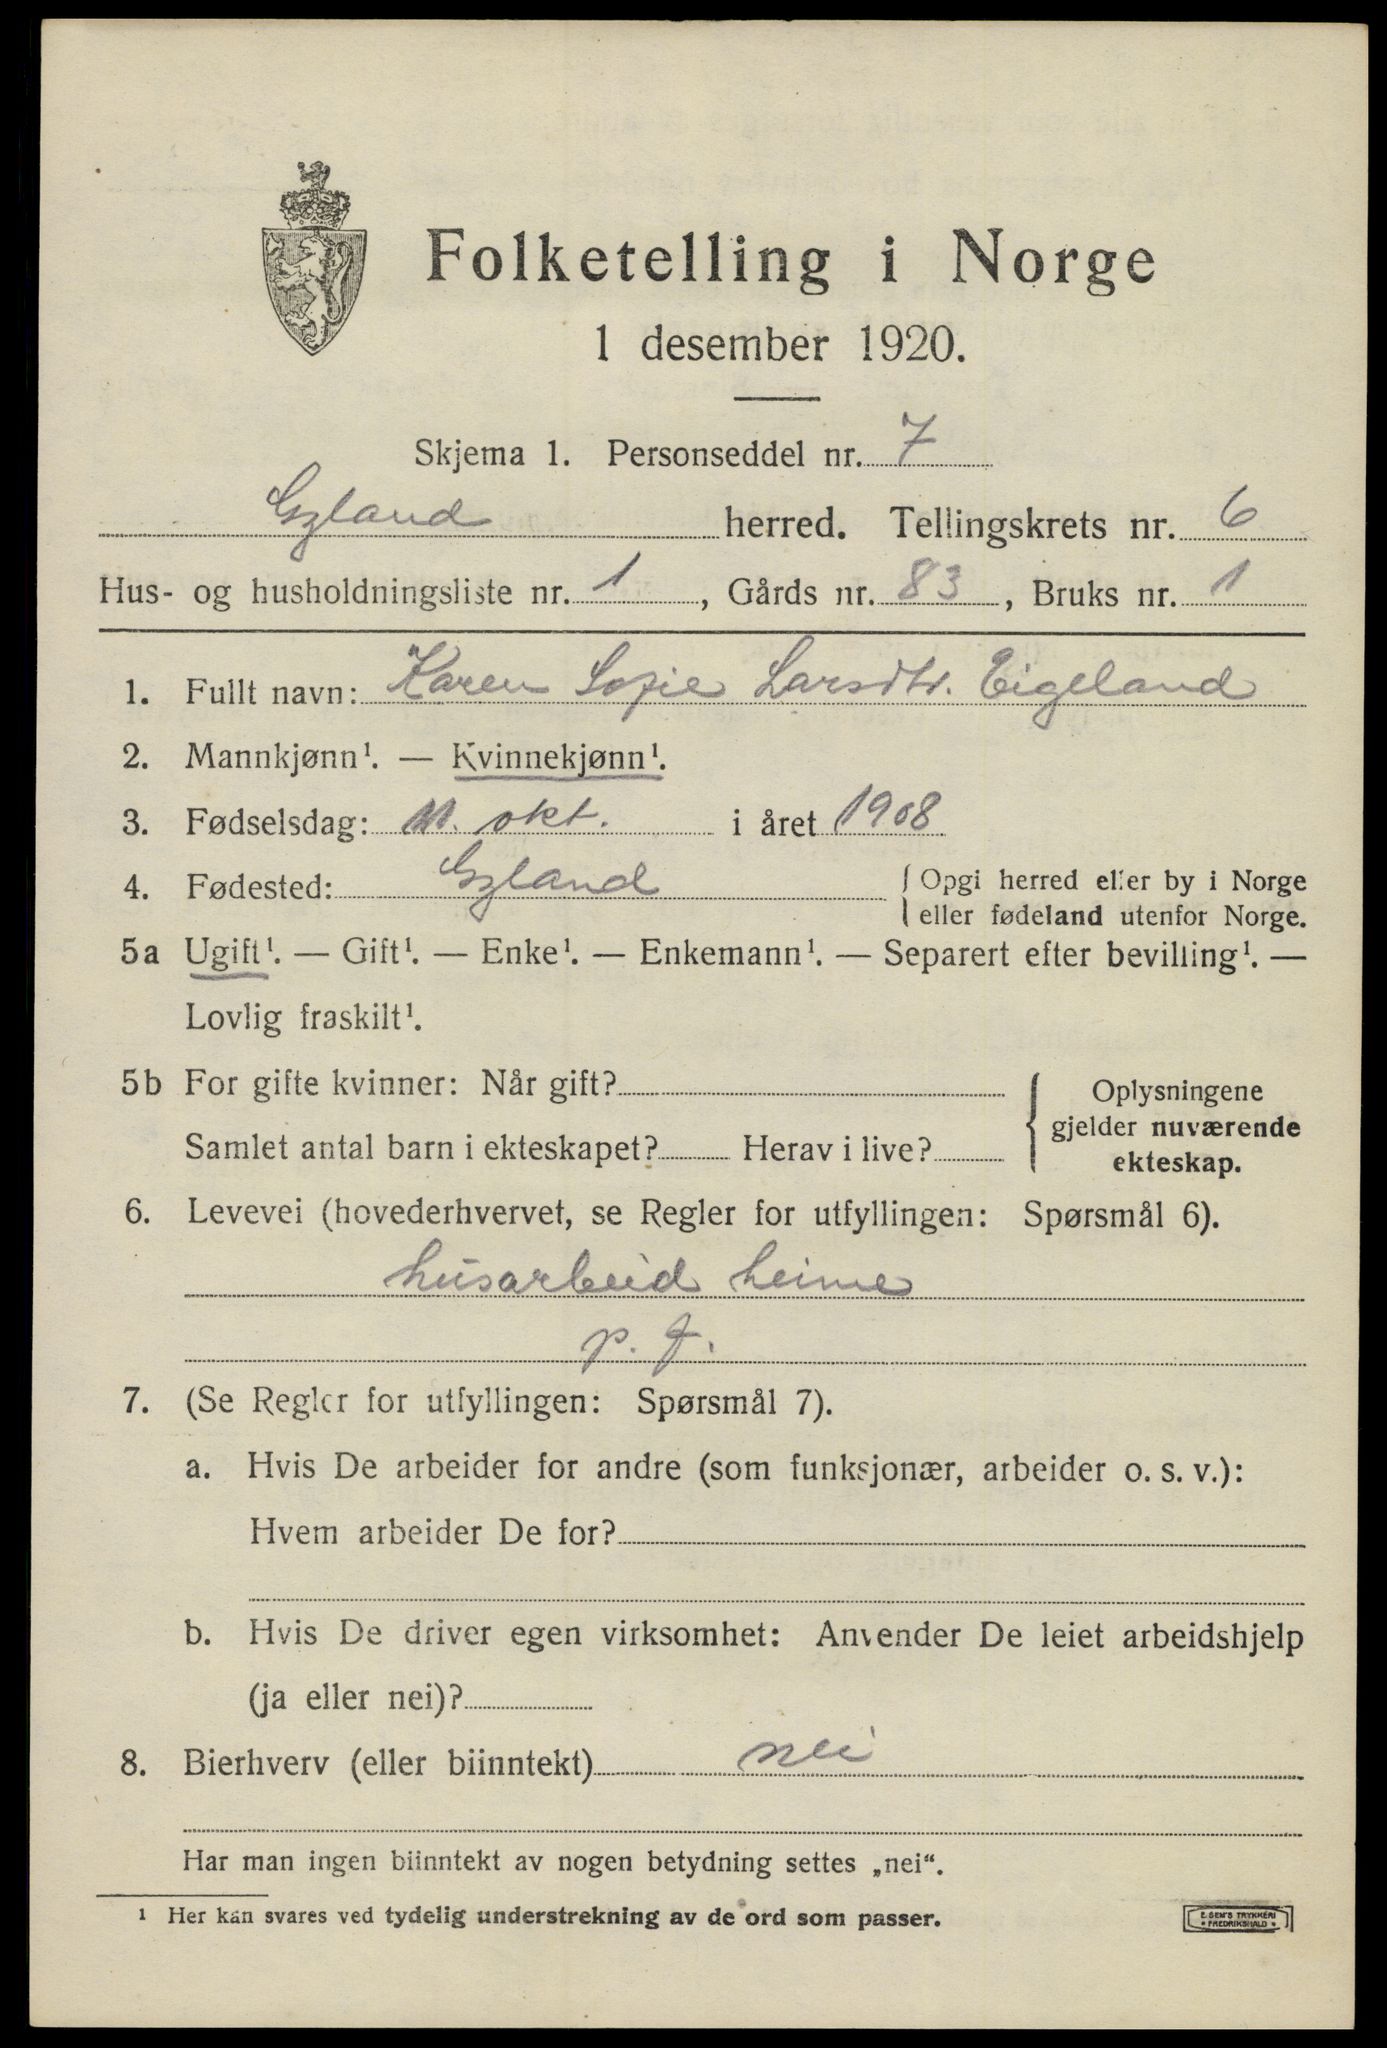 Folketelling i Norge
1 desember 1920.
Skjema 1. Personseddel nr. 7
Gyland herred. Tellingskrets nr. 6
Hus- og husholdningsliste nr. 1, Gårds nr. 83, Bruks nr. 1
1. Fullt navn: Karen Sofie Larsdtr. Eigeland
2. Mannkjønn¹. — Kvinnekjønn¹.
3. Fødselsdag: 11. okt. i året 1908
4. Fødested: Gyland { Opgi herred eller by i Norge
eller fødeland utenfor Norge.
5a Ugift¹. — Gift¹. — Enke¹. — Enkemann¹. — Separert efter bevilling¹. —
Lovlig fraskilt¹.
5b For gifte kvinner: Når gift? { Oplysningene
gjelder nuværende
Samlet antal barn i ekteskapet? Herav i live? ekteskap.
6. Levevei (hovederhvervet, se Regler for utfyllingen: Spørsmål 6).
husarbeid heime
p. f.
7. (Se Regler for utfyllingen: Spørsmål 7).
a. Hvis De arbeider for andre (som funksjonær, arbeider o. s. v.):
Hvem arbeider De for?
b. Hvis De driver egen virksomhet: Anvender De leiet arbeidshjelp
(ja eller nei)?
8. Bierhverv (eller biinntekt) nei
Har man ingen biinntekt av nogen betydning settes „nei“.
¹ Her kan svares ved tydelig understrekning av de ord som passer.
E. SEM'S TRYKKERI
• FREDRIKSHALD •